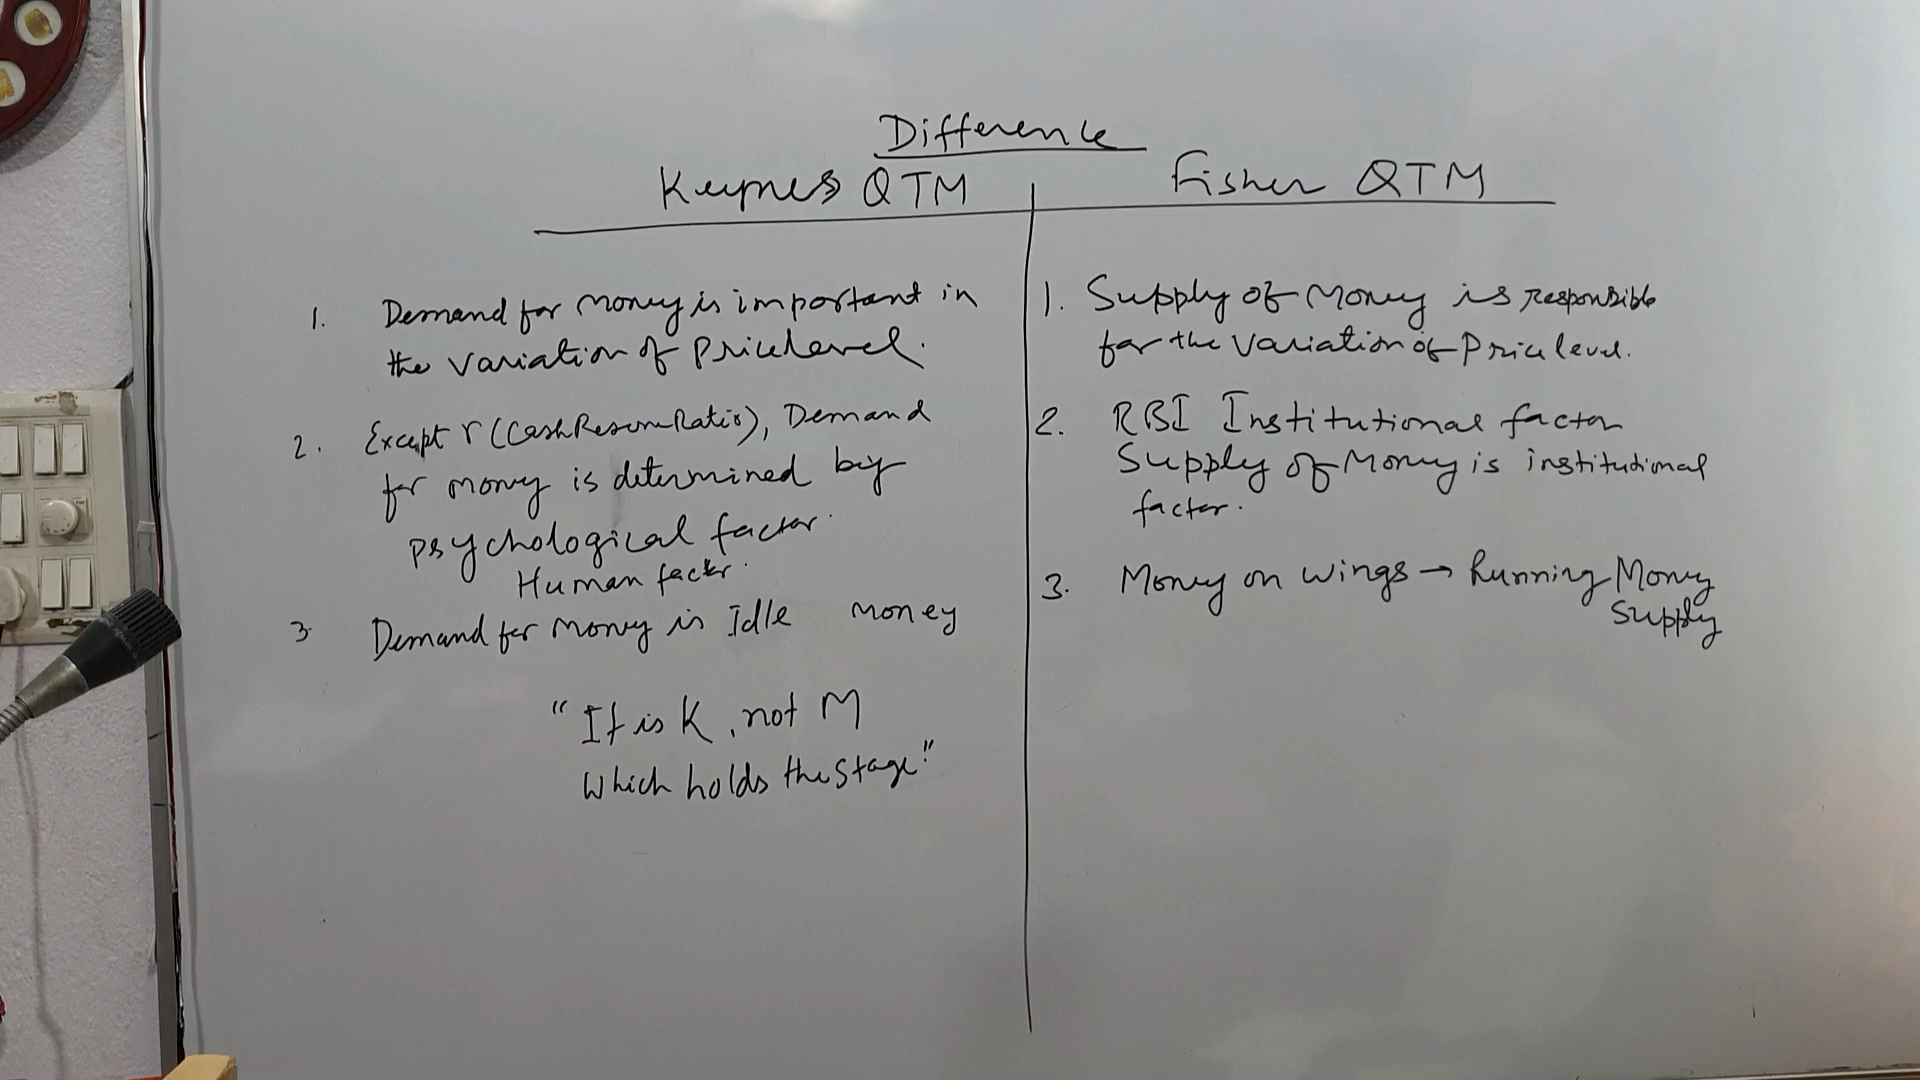 Difference
Keynes QTM
Fisher QTM
1. Demand for money is important in
the variation of Price level.
2. Except r (Cash Reserve Ratio), Demand
for money is determined by
psychological factor.
Human factor.
3. Demand for money is Idle money
"It is K, not M
Which holds the stage."
1. Supply of Money is responsible
for the variation of Price level.
2. RBI Institutional factor
Supply of Money is institutional
factor.
3. Money on wings → Running Money
Supply